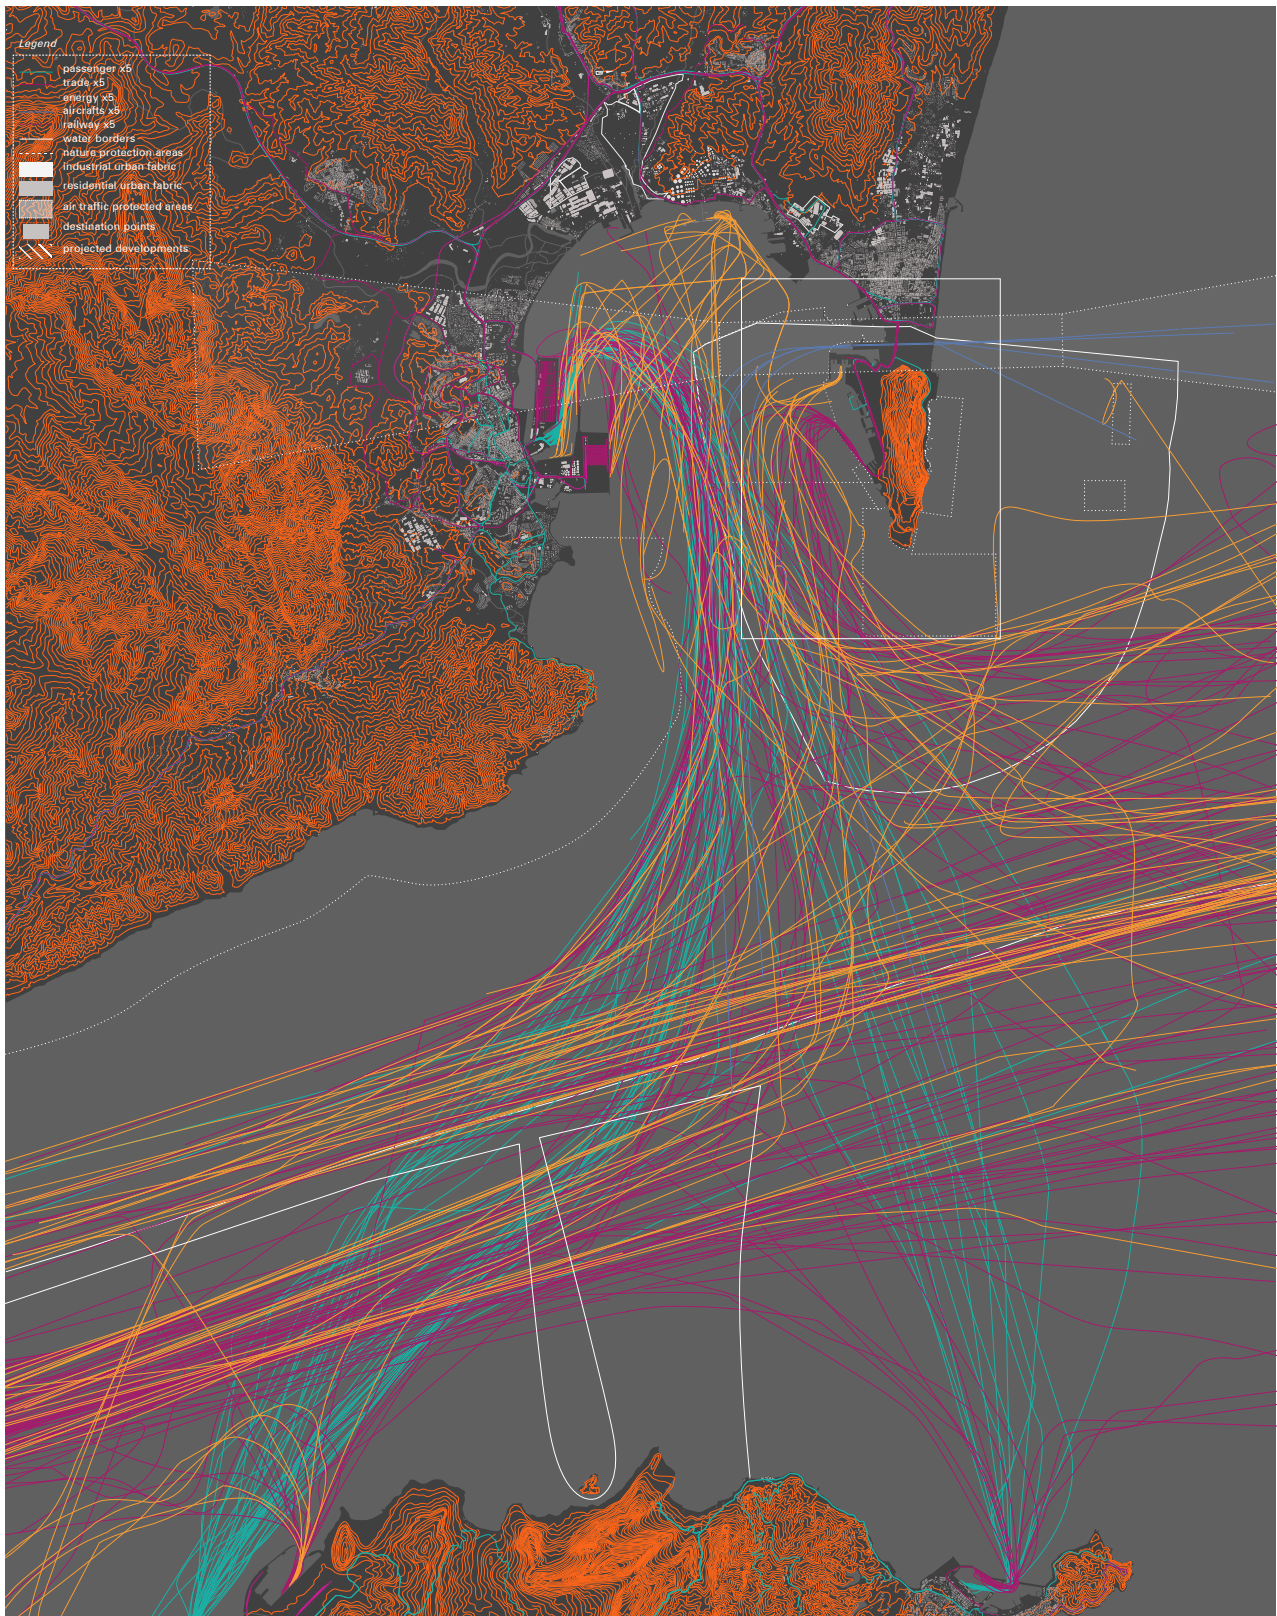 Legend
passenger x5
trade x5
energy x5
aircrafts x5
railway x5
water borders
nature protection areas
industrial urban fabric
residential urban fabric
air traffic protected areas
destination points
projected developments